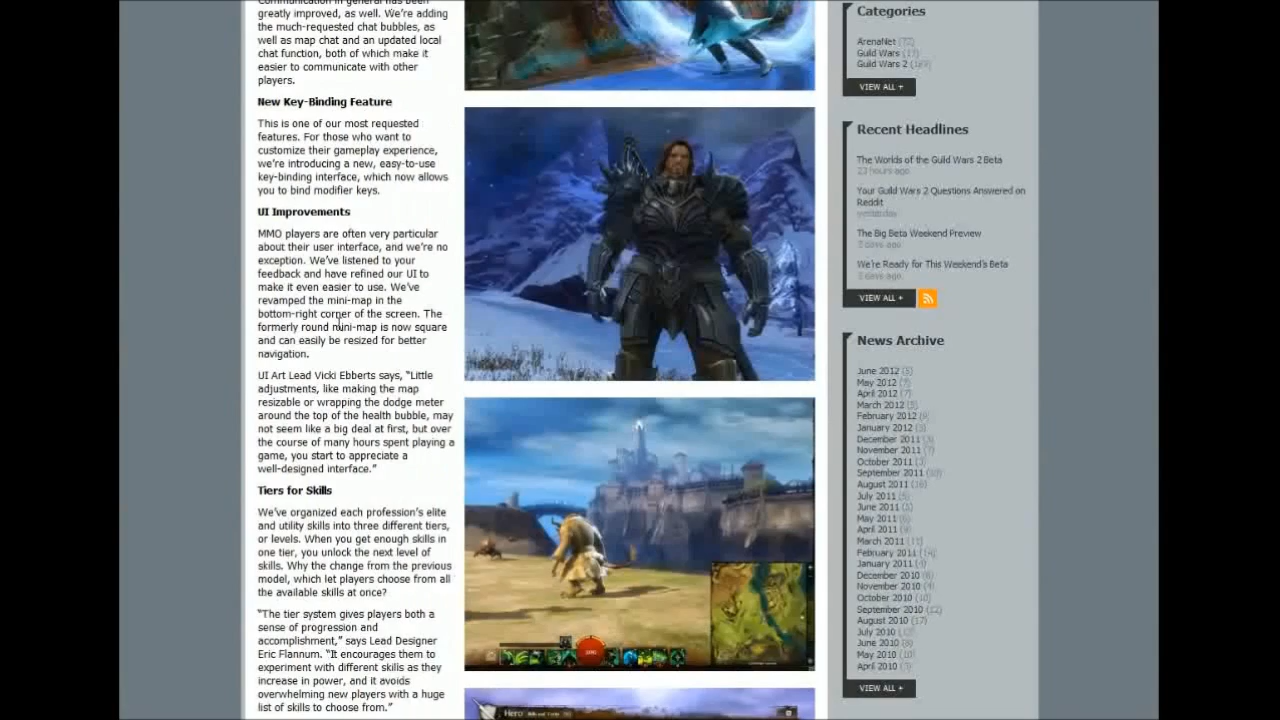 Communication in general has been
greatly improved, as well. We're adding
the much-requested chat bubbles, as
well as map chat and an updated local
chat function, both of which make it
easier to communicate with other
players.
New Key-Binding Feature
This is one of our most requested
features. For those who want to
customize their gameplay experience,
we're introducing a new, easy-to-use
key-binding interface, which now allows
you to bind modifier keys.
UI Improvements
MMO players are often very particular
about their user interface, and we're no
exception. We've listened to your
feedback and have refined our UI to
make it even easier to use. We've
revamped the mini-map in the
bottom-right corner of the screen. The
formerly round mini-map is now square
and can easily be resized for better
navigation.
UI Art Lead Vicki Ebberts says, "Little
adjustments, like making the map
resizable or wrapping the dodge meter
around the top of the health bubble, may
not seem like a big deal at first, but over
the course of many hours spent playing a
game, you start to appreciate a
well-designed interface."
Tiers for Skills
We've organized each profession's elite
and utility skills into three different tiers,
or levels. When you get enough skills in
one tier, you unlock the next level of
skills. Why the change from the previous
model, which let players choose from all
the available skills at once?
"The tier system gives players both a
sense of progression and
accomplishment," says Lead Designer
Eric Flannum. "It encourages them to
experiment with different skills as they
increase in power, and it avoids
overwhelming new players with a huge
list of skills to choose from."
Hero
Categories
ArenaNet
Guild Wars
Guild Wars 2
VIEW ALL +
Recent Headlines
The Worlds of the Guild Wars 2 Beta
23 hours ago
Your Guild Wars 2 Questions Answered on
Reddit
yesterday
The Big Beta Weekend Preview
days ago
We're Ready for This Weekend's Beta
days ago
VIEW ALL +
News Archive
June 2012
May 2012
April 2012
March 2012
February 2012
January 2012
December 2011
November 2011
October 2011
September 2011
August 2011
July 2011
June 2011
May 2011
April 2011
March 2011
February 2011
January 2011
December 2010
November 2010
October 2010
September 2010
August 2010
July 2010
June 2010
May 2010
April 2010
VIEW ALL +